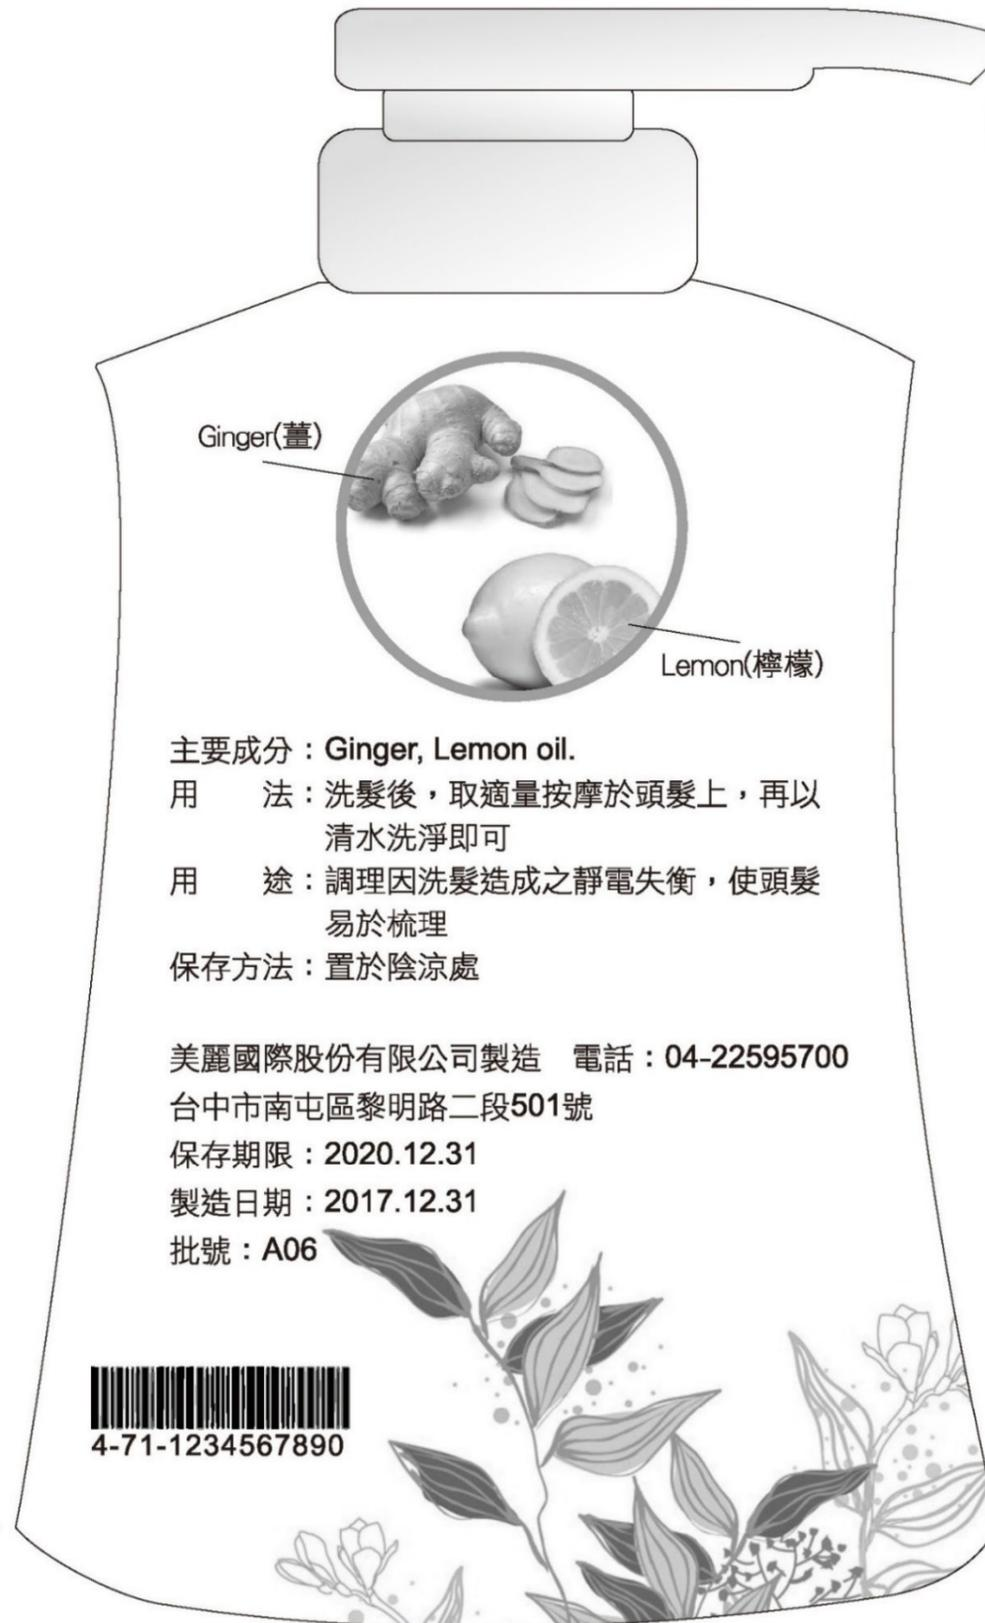 Ginger(薑)
Lemon(檸檬)
主要成分：Ginger, Lemon oil.
用　　法：洗髮後，取適量按摩於頭髮上，再以
清水洗淨即可
用　　途：調理因洗髮造成之靜電失衡，使頭髮
易於梳理
保存方法：置於陰涼處
美麗國際股份有限公司製造　電話：04-22595700
台中市南屯區黎明路二段501號
保存期限：2020.12.31
製造日期：2017.12.31
批號：A06
4-71-1234567890